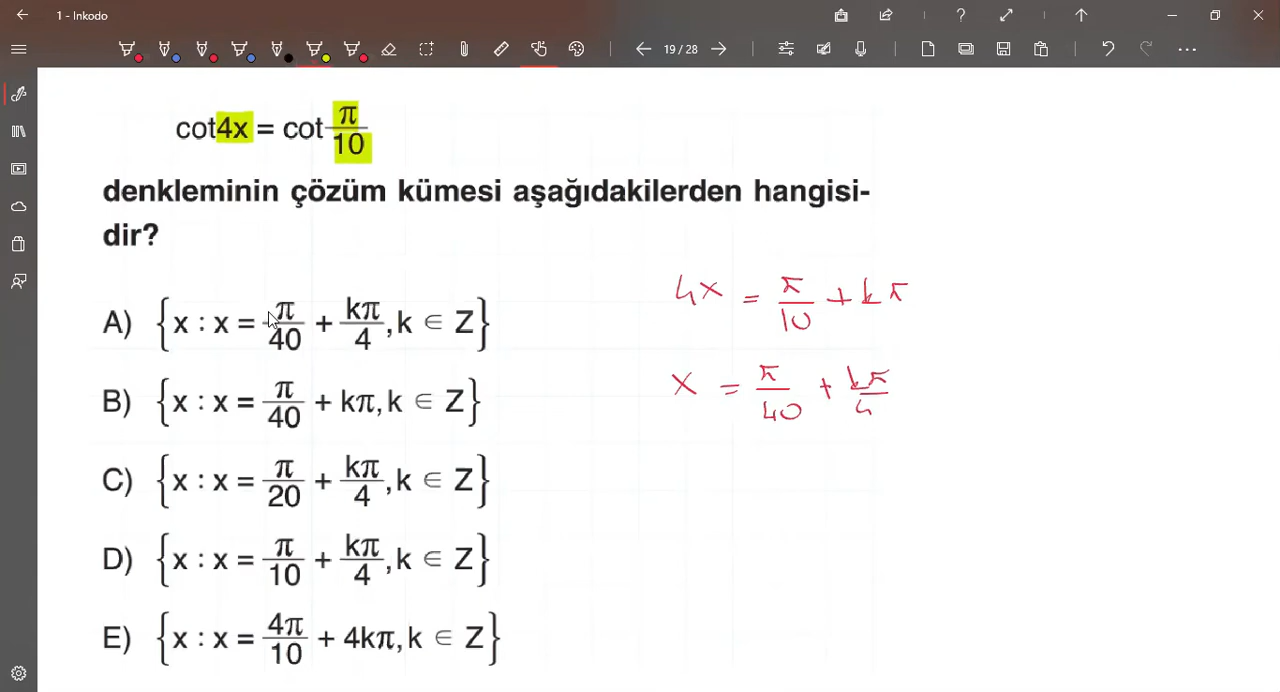 1 - Inkodo
19 / 28
cot4x = cot π/10
denkleminin çözüm kümesi aşağıdakilerden hangisi-
dir?
A) {x : x = π/40 + kπ/4, k ∈ Z}
B) {x : x = π/40 + kπ, k ∈ Z}
C) {x : x = π/20 + kπ/4, k ∈ Z}
D) {x : x = π/10 + kπ/4, k ∈ Z}
E) {x : x = 4π/10 + 4kπ, k ∈ Z}
4x = π/10 + kπ
x = π/40 + kπ/4